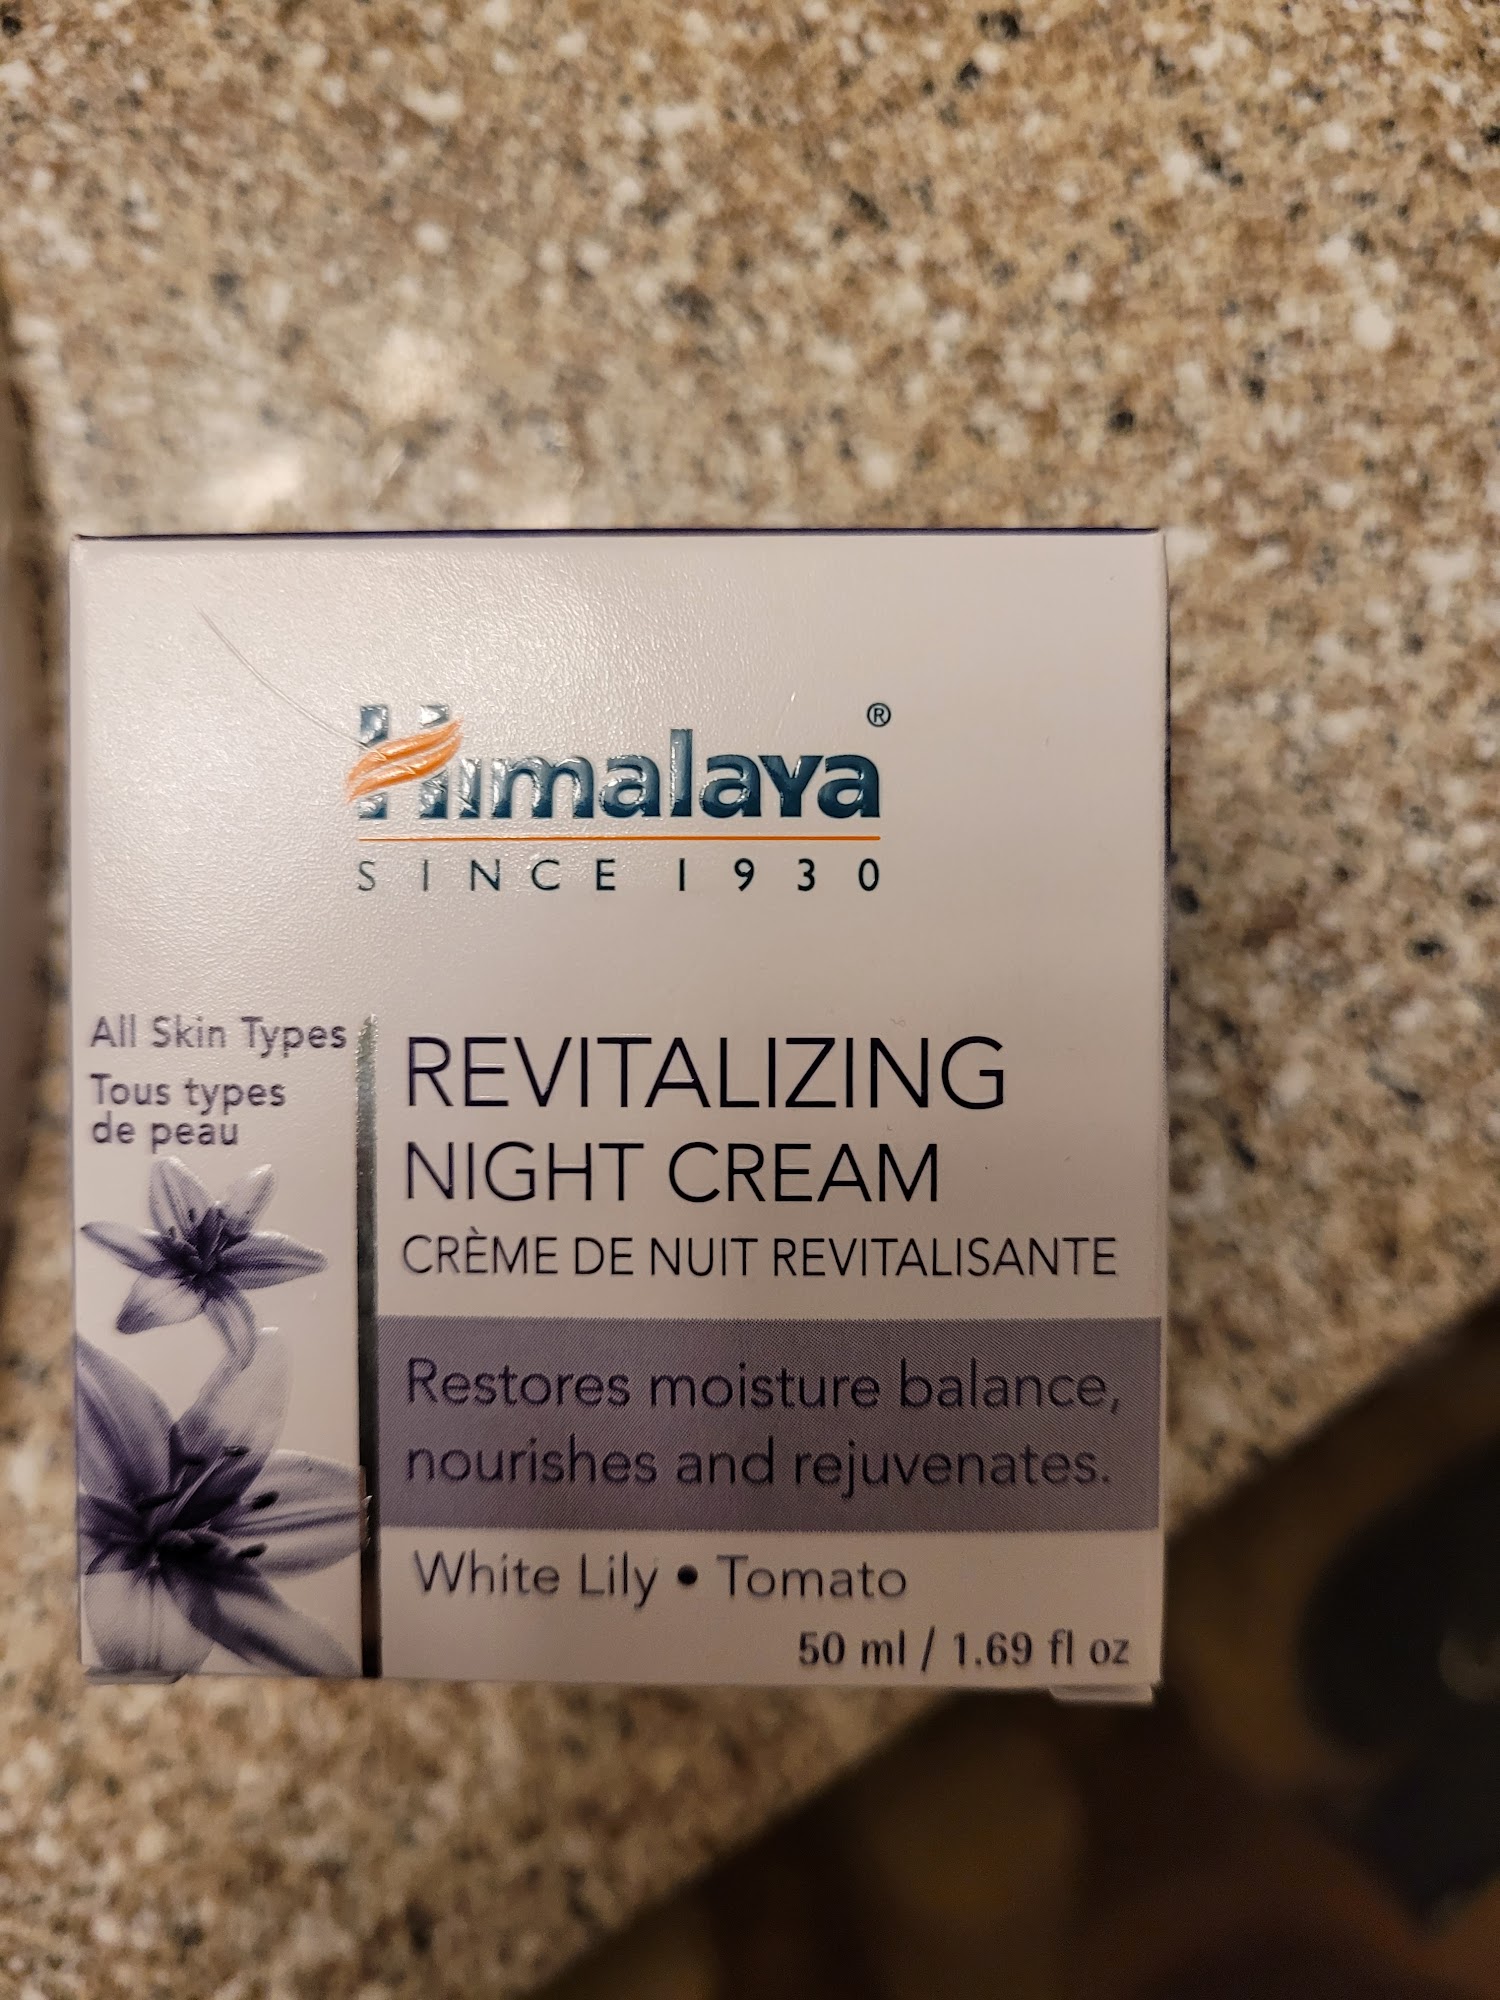 Himalaya®
SINCE 1930
All Skin Types
Tous types
de peau
REVITALIZING
NIGHT CREAM
CRÈME DE NUIT REVITALISANTE
Restores moisture balance,
nourishes and rejuvenates.
White Lily • Tomato
50 ml / 1.69 fl oz